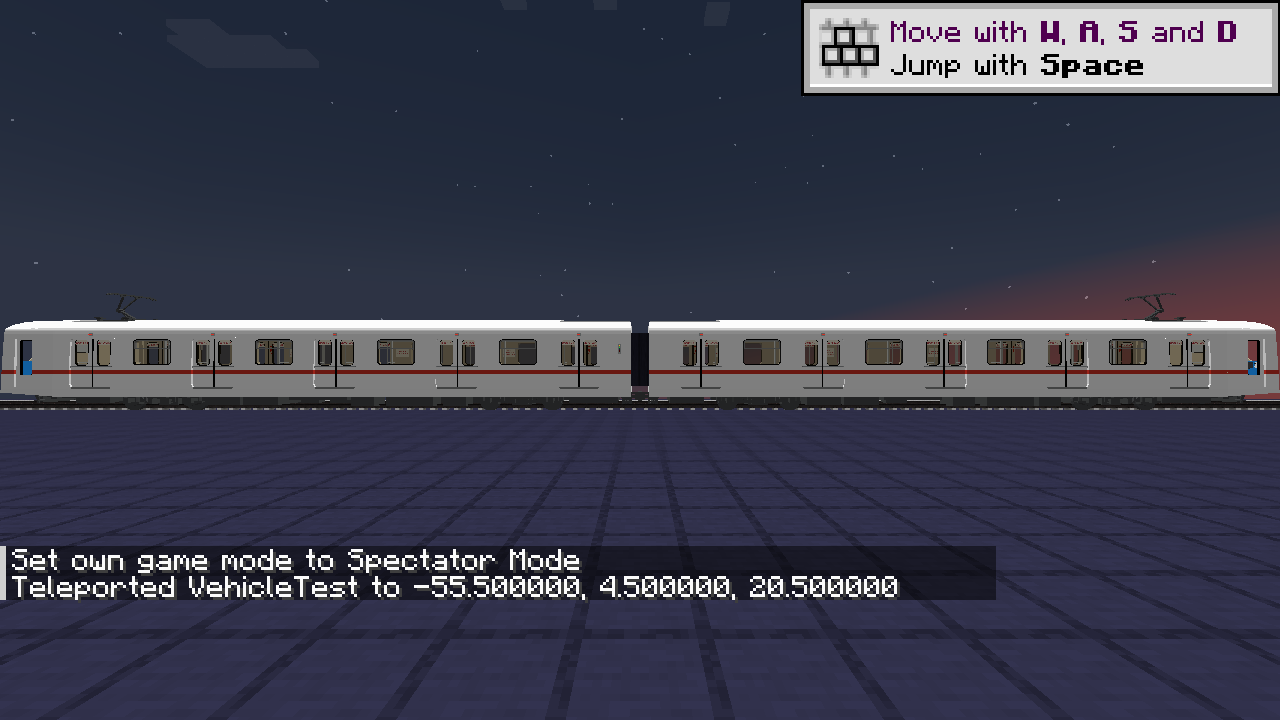 Move with W, A, S and D
Jump with Space
Set own game mode to Spectator Mode
Teleported VehicleTest to -55.500000, 4.500000, 20.500000